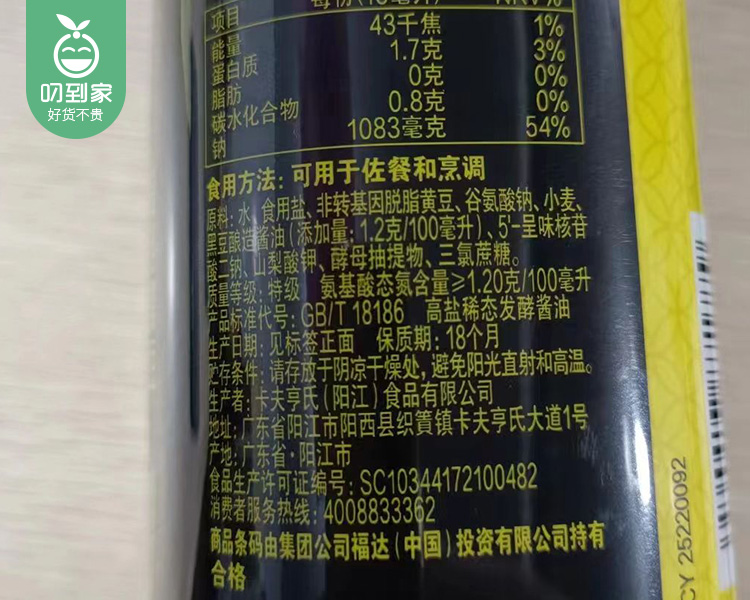 叨到家
好货不贵
每份(15毫升) NRV%
项目
能量 43千焦 1%
蛋白质 1.7克 3%
脂肪 0克 0%
碳水化合物 0.8克 0%
钠 1083毫克 54%
食用方法: 可用于佐餐和烹调
原料: 水、食用盐、非转基因脱脂黄豆、谷氨酸钠、小麦、
黑豆酿造酱油(添加量: 1.2克/100毫升)、5'-呈味核苷
酸二钠、山梨酸钾、酵母抽提物、三氯蔗糖。
质量等级: 特级 氨基酸态氮含量≥1.20克/100毫升
产品标准代号: GB/T 18186 高盐稀态发酵酱油
生产日期: 见标签正面 保质期: 18个月
贮存条件: 请存放于阴凉干燥处, 避免阳光直射和高温。
生产者: 卡夫亨氏(阳江)食品有限公司
地址: 广东省阳江市阳西县织篢镇卡夫亨氏大道1号
产地: 广东省·阳江市
食品生产许可证编号: SC10344172100482
消费者服务热线: 4008833362
商品条码由集团公司福达(中国)投资有限公司持有
合格
CY 25220092